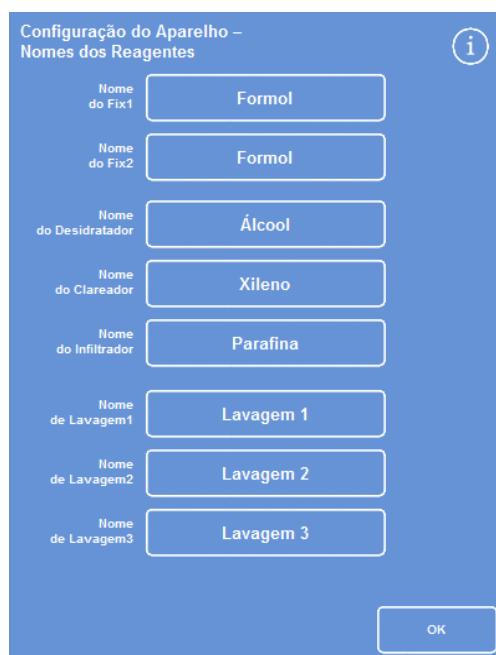 Configuração do Aparelho –
Nomes dos Reagentes
i
Nome
do Fix1
Formol
Nome
do Fix2
Formol
Nome
do Desidratador
Álcool
Nome
do Clareador
Xileno
Nome
do Infiltrador
Parafina
Nome
de Lavagem1
Lavagem 1
Nome
de Lavagem2
Lavagem 2
Nome
de Lavagem3
Lavagem 3
OK